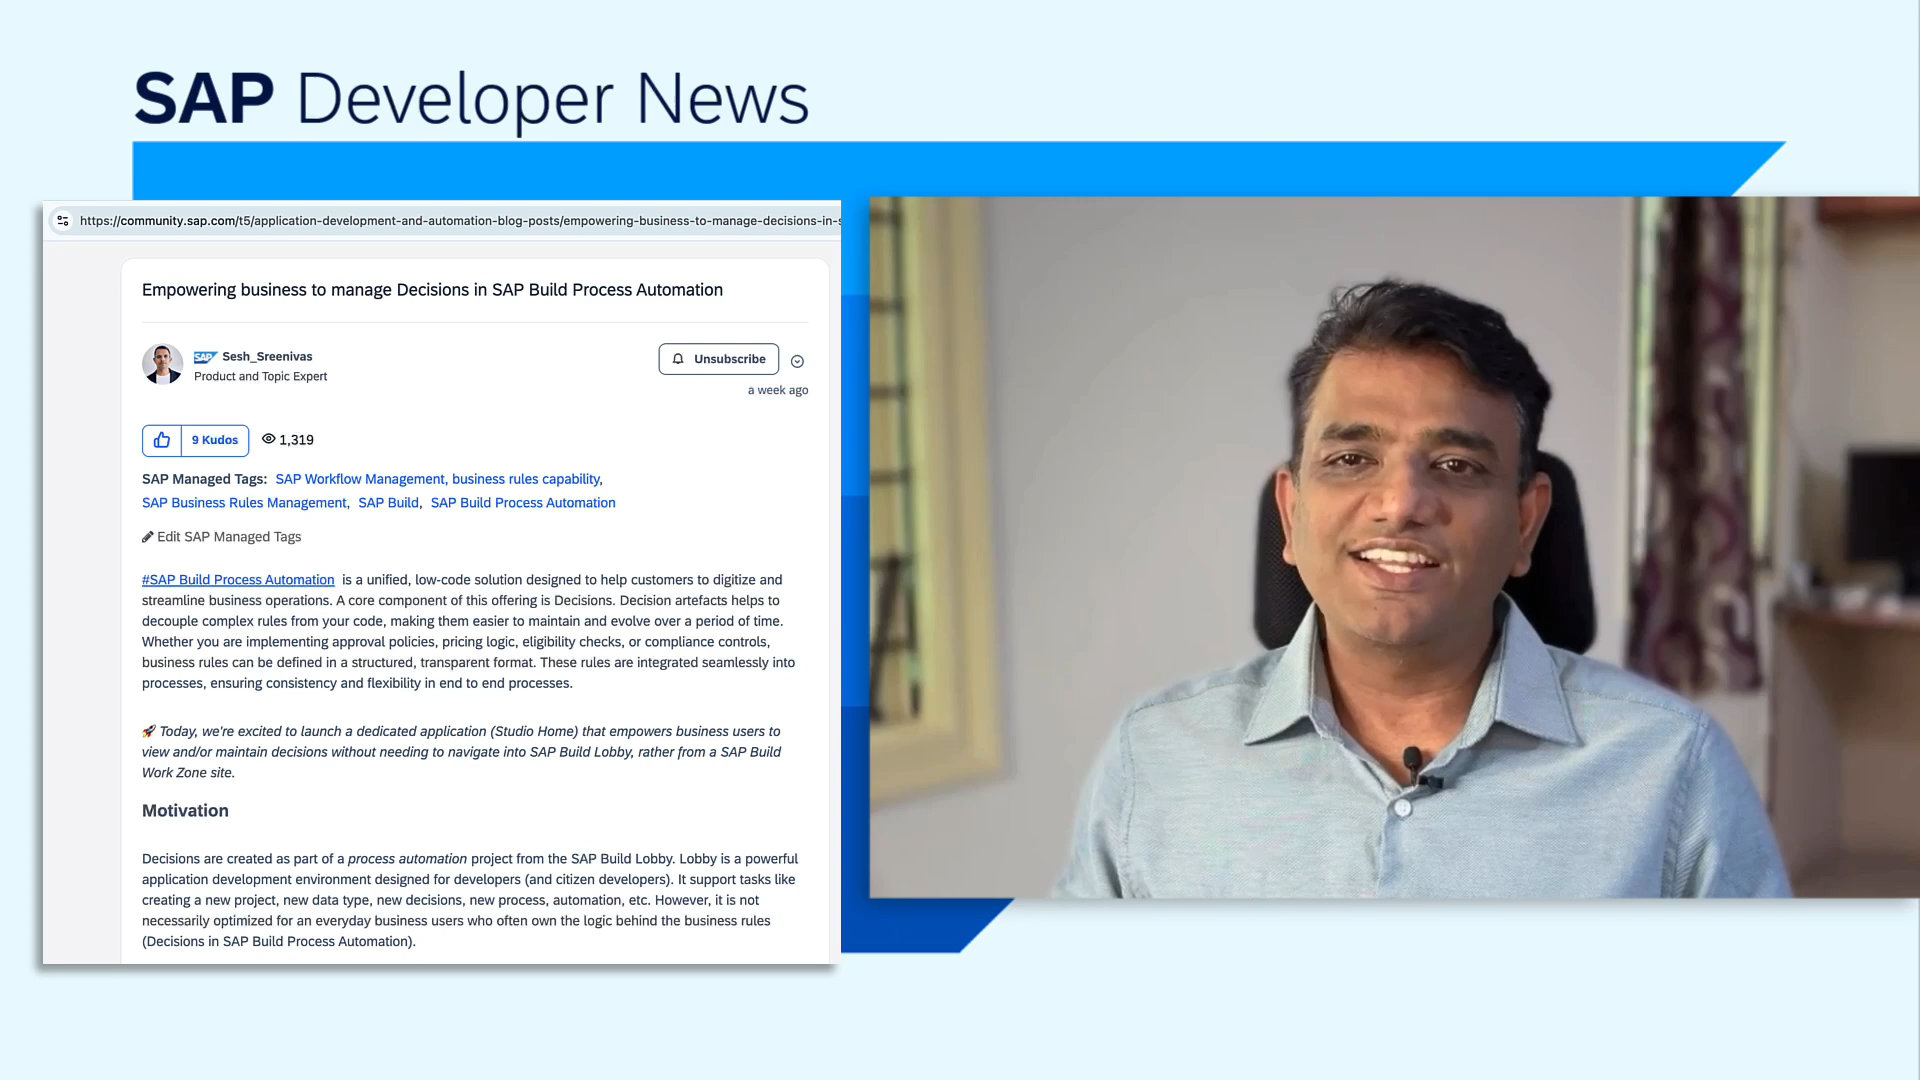 SAP Developer News
https://community.sap.com/t5/application-development-and-automation-blog-posts/empowering-business-to-manage-decisions-in-s
Empowering business to manage Decisions in SAP Build Process Automation
SAP Sesh_Sreenivas
Product and Topic Expert
Unsubscribe
a week ago
9 Kudos
1,319
SAP Managed Tags: SAP Workflow Management, business rules capability,
SAP Business Rules Management, SAP Build, SAP Build Process Automation
Edit SAP Managed Tags
#SAP Build Process Automation is a unified, low-code solution designed to help customers to digitize and
streamline business operations. A core component of this offering is Decisions. Decision artefacts helps to
decouple complex rules from your code, making them easier to maintain and evolve over a period of time.
Whether you are implementing approval policies, pricing logic, eligibility checks, or compliance controls,
business rules can be defined in a structured, transparent format. These rules are integrated seamlessly into
processes, ensuring consistency and flexibility in end to end processes.
🚀 Today, we're excited to launch a dedicated application (Studio Home) that empowers business users to
view and/or maintain decisions without needing to navigate into SAP Build Lobby, rather from a SAP Build
Work Zone site.
Motivation
Decisions are created as part of a process automation project from the SAP Build Lobby. Lobby is a powerful
application development environment designed for developers (and citizen developers). It support tasks like
creating a new project, new data type, new decisions, new process, automation, etc. However, it is not
necessarily optimized for an everyday business users who often own the logic behind the business rules
(Decisions in SAP Build Process Automation).